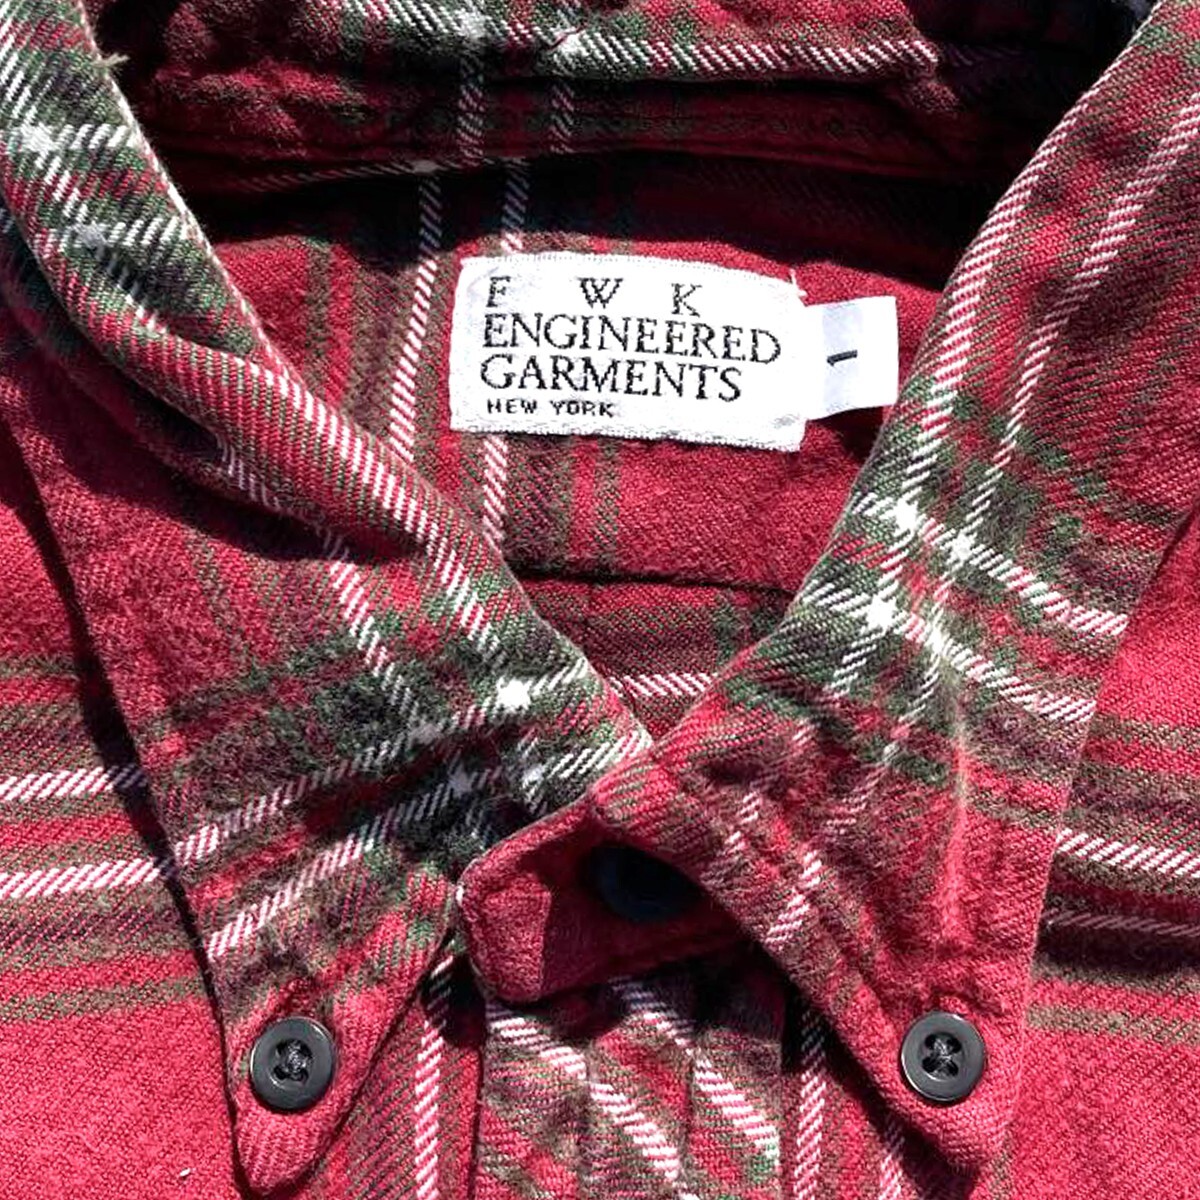 F W K
ENGINEERED
GARMENTS
NEW YORK
1